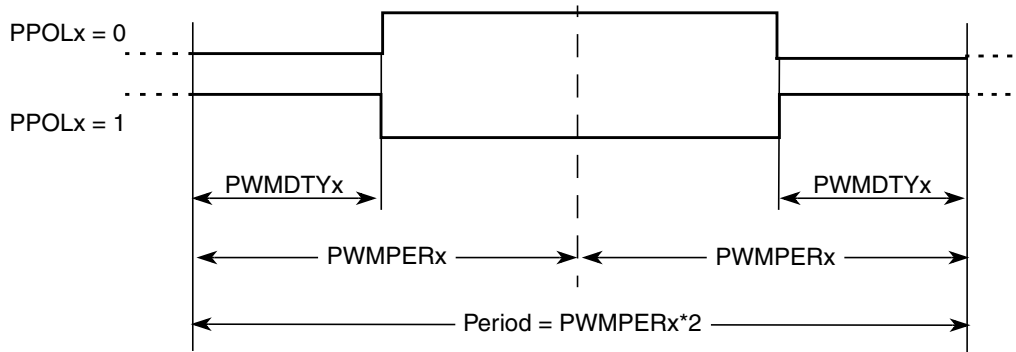 PPOLx = 0
PPOLx = 1
PWMDTYx PWMDTYx
PWMPERx PWMPERx
Period = PWMPERx*2